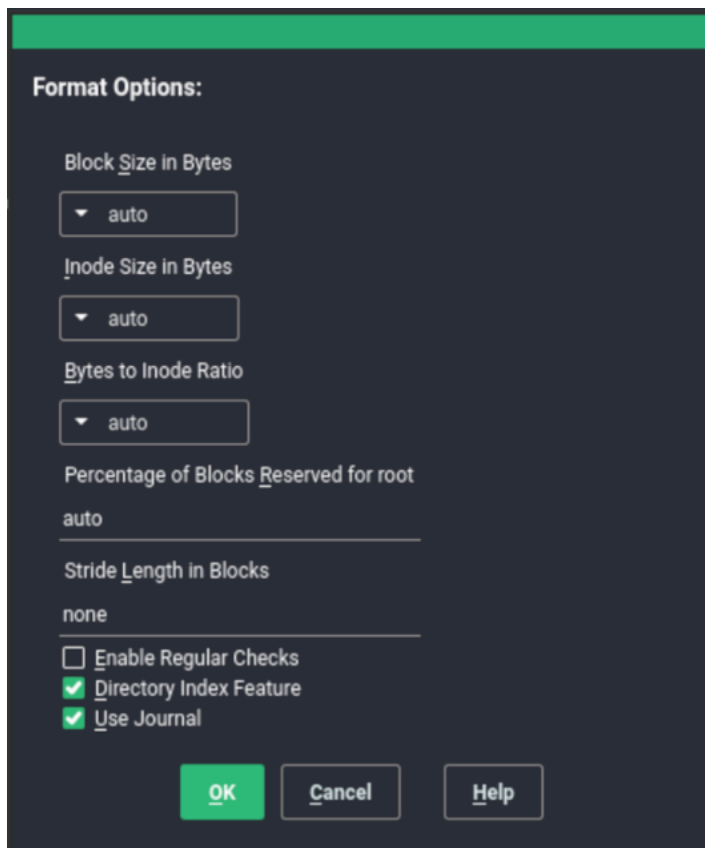 Format Options:
Block Size in Bytes
auto
Inode Size in Bytes
auto
Bytes to Inode Ratio
auto
Percentage of Blocks Reserved for root
auto
Stride Length in Blocks
none
Enable Regular Checks
Directory Index Feature
Use Journal
OK Cancel Help